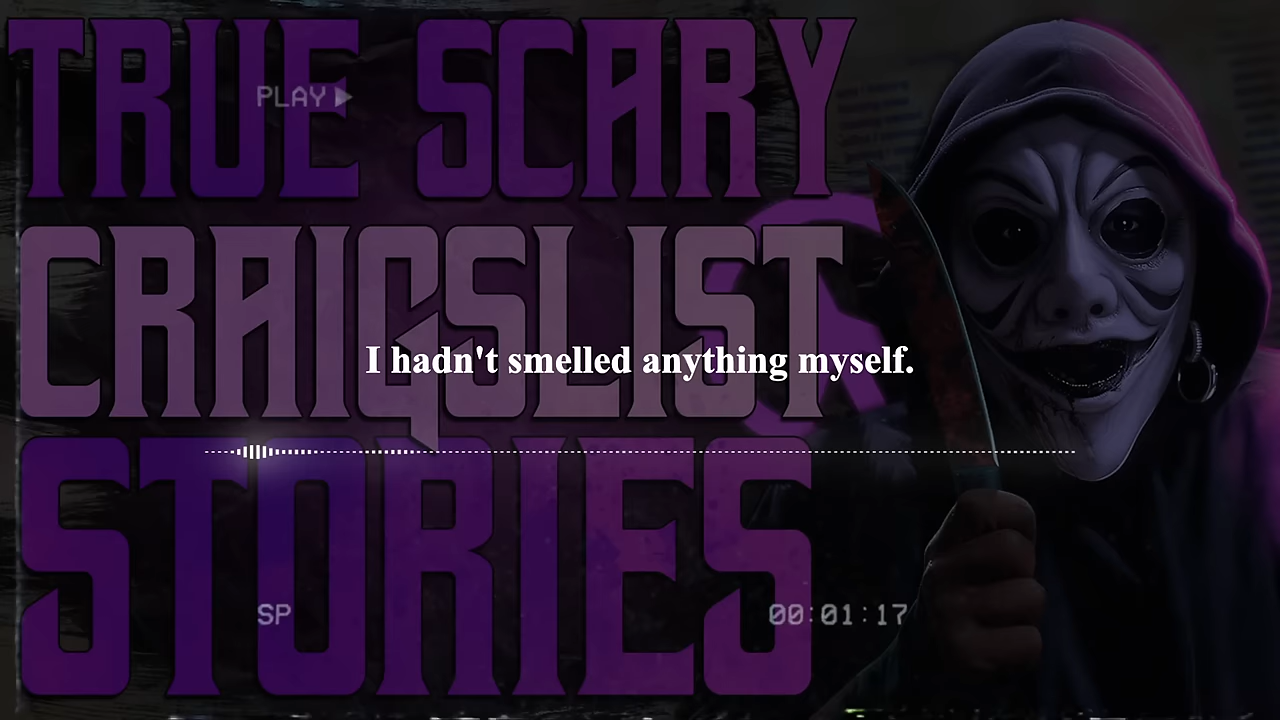 TRUE SCARY
PLAY
CRAIGSLIST
I hadn't smelled anything myself.
STORIES
SP
00:01:17